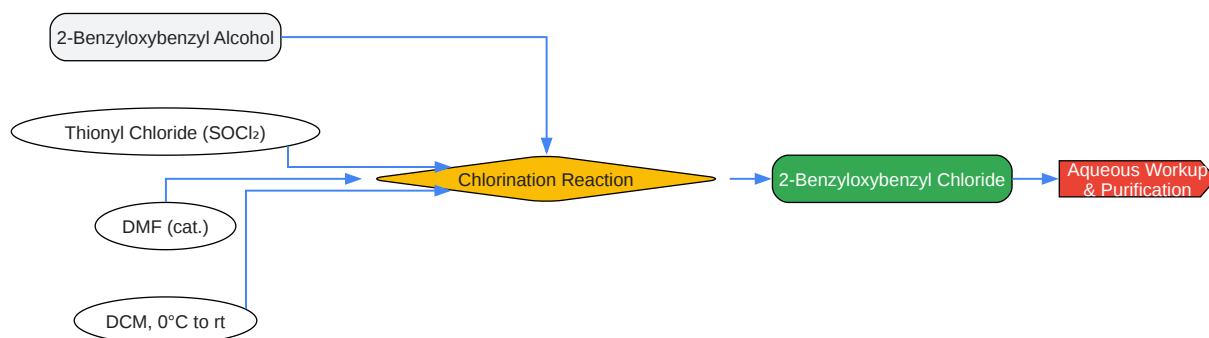 2-Benzyloxybenzyl Alcohol
Thionyl Chloride (SOCl₂)
Chlorination Reaction
2-Benzyloxybenzyl Chloride
Aqueous Workup
& Purification
DMF (cat.)
DCM, 0°C to rt